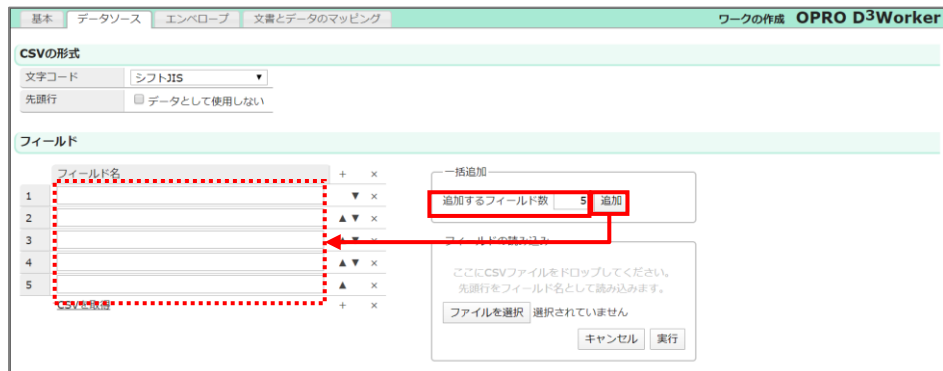 基本 データソース エンベロープ 文書とデータのマッピング ワークの作成 OPRO D3Worker
CSVの形式
文字コード シフトJIS ▼
先頭行 データとして使用しない
フィールド
フィールド名 + ×
1 ▼ ×
2 ▲ ▼ ×
3 ▲ ▼ ×
4 ▲ ▼ ×
5 ▲ ×
CSVを取得 + ×
一括追加
追加するフィールド数 5 追加
フィールドの読み込み
ここにCSVファイルをドロップしてください。
先頭行をフィールド名として読み込みます。
ファイルを選択 選択されていません
キャンセル 実行